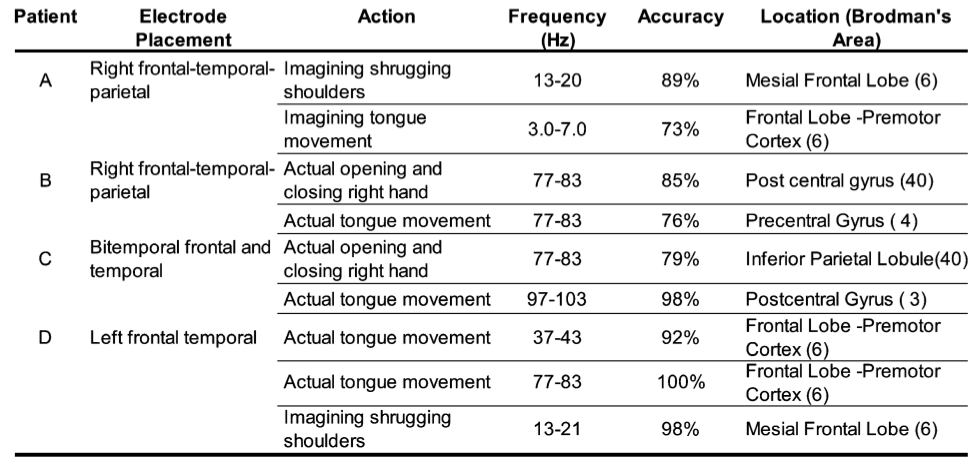 Patient Electrode Placement Action Frequency (Hz) Accuracy Location (Brodman's Area)
A Right frontal-temporal-parietal Imagining shrugging shoulders 13-20 89% Mesial Frontal Lobe (6)
Imagining tongue movement 3.0-7.0 73% Frontal Lobe -Premotor Cortex (6)
B Right frontal-temporal-parietal Actual opening and closing right hand 77-83 85% Post central gyrus (40)
Actual tongue movement 77-83 76% Precentral Gyrus ( 4)
C Bitemporal frontal and temporal Actual opening and closing right hand 77-83 79% Inferior Parietal Lobule(40)
Actual tongue movement 97-103 98% Postcentral Gyrus ( 3)
D Left frontal temporal Actual tongue movement 37-43 92% Frontal Lobe -Premotor Cortex (6)
Actual tongue movement 77-83 100% Frontal Lobe -Premotor Cortex (6)
Imagining shrugging shoulders 13-21 98% Mesial Frontal Lobe (6)